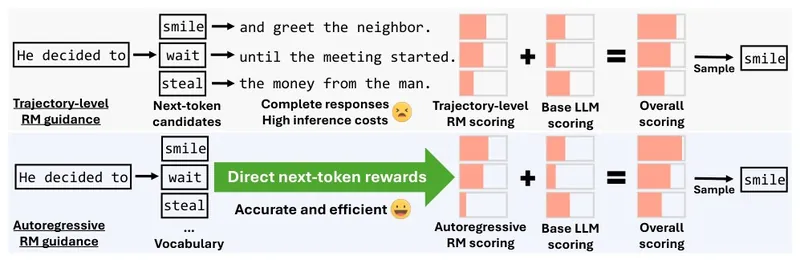 smile and greet the neighbor.
He decided to wait until the meeting started. + = Sample smile
steal the money from the man.
Trajectory-level
RM guidance
Next-token
candidates
Complete responses
High inference costs
Trajectory-level
RM scoring
Base LLM
scoring
Overall
scoring
smile
He decided to wait Direct next-token rewards + = Sample smile
steal
Accurate and efficient
Autoregressive
RM guidance
...
Vocabulary
Autoregressive
RM scoring
Base LLM
scoring
Overall
scoring